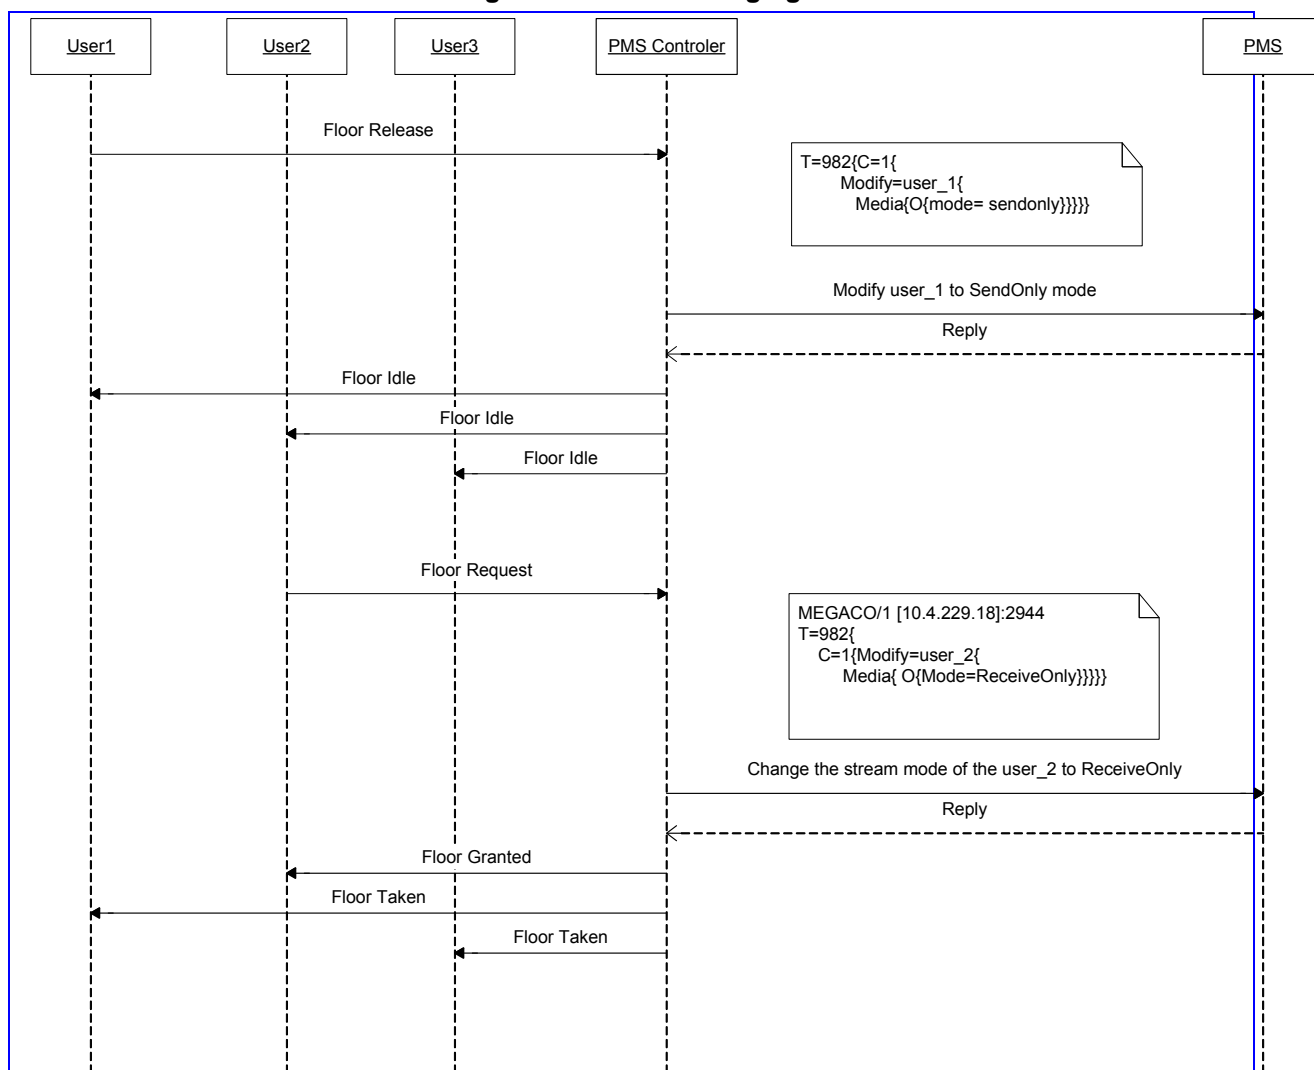 User1
User2
User3
PMS Controler
PMS
Floor Release
T=982{C=1{
Modify=user_1{
Media{O{mode= sendonly}}}}}
Modify user_1 to SendOnly mode
Reply
Floor Idle
Floor Idle
Floor Idle
Floor Request
MEGACO/1 [10.4.229.18]:2944
T=982{
C=1{Modify=user_2{
Media{ O{Mode=ReceiveOnly}}}}}
Change the stream mode of the user_2 to ReceiveOnly
Reply
Floor Granted
Floor Taken
Floor Taken